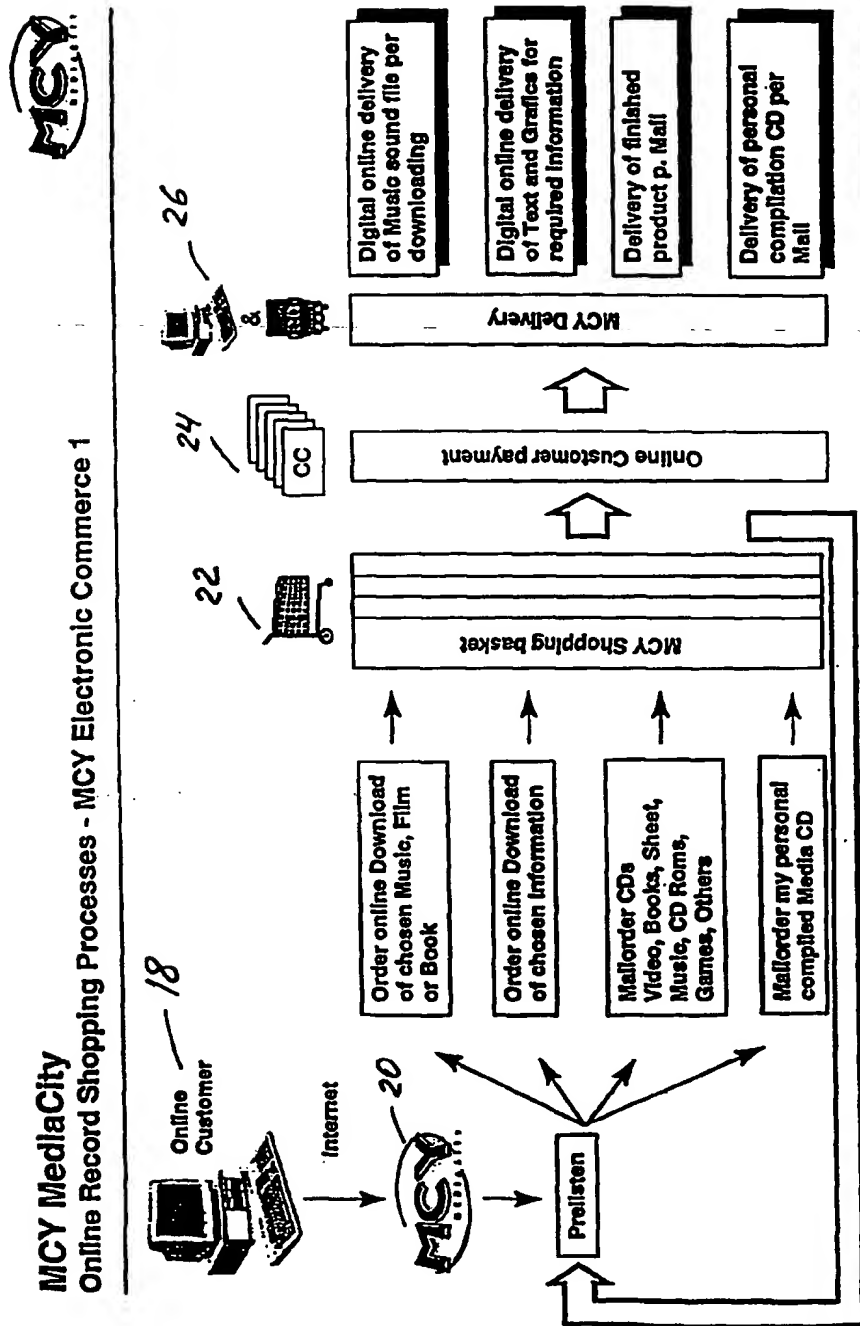 MCY MediaCity
Online Record Shopping Processes - MCY Electronic Commerce 1
MCY
18
Online
Customer
Internet
20
MCY
Prelisten
Order online Download
of chosen Music, Film
or Book
Order online Download
of chosen Information
Mailorder CDs
Video, Books, Sheet,
Music, CD Roms,
Games, Others
Mailorder my personal
compiled Media CD
22
MCY Shopping basket
24
CC
Online Customer payment
26
&
MCY Delivery
Digital online delivery
of Music sound file per
downloading
Digital online delivery
of Text and Grafics for
required information
Delivery of finished
product p. Mail
Delivery of personal
compilation CD per
Mail